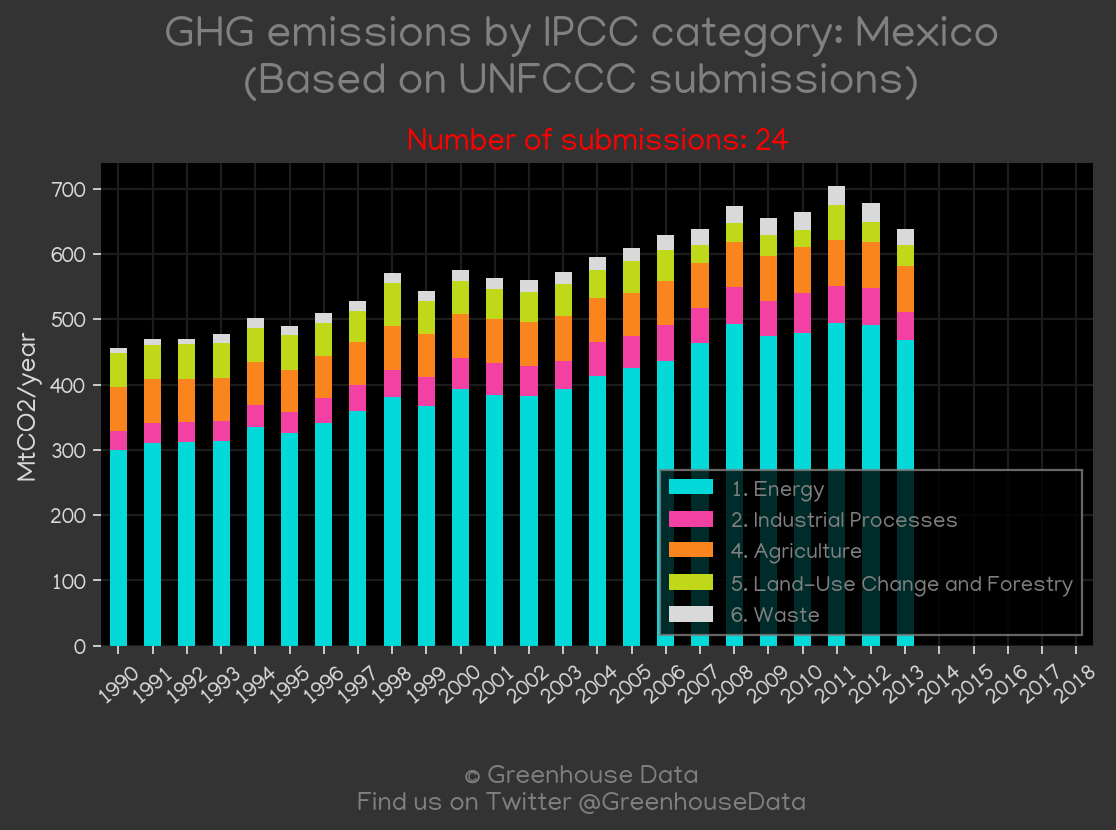 GHG emissions by IPCC category: Mexico
(Based on UNFCCC submissions)
Number of submissions: 24
MtCO2/year
700
600
500
400
300
200
100
0
1. Energy
2. Industrial Processes
4. Agriculture
5. Land-Use Change and Forestry
6. Waste
1990 1991 1992 1993 1994 1995 1996 1997 1998 1999 2000 2001 2002 2003 2004 2005 2006 2007 2008 2009 2010 2011 2012 2013 2014 2015 2016 2017 2018
© Greenhouse Data
Find us on Twitter @GreenhouseData